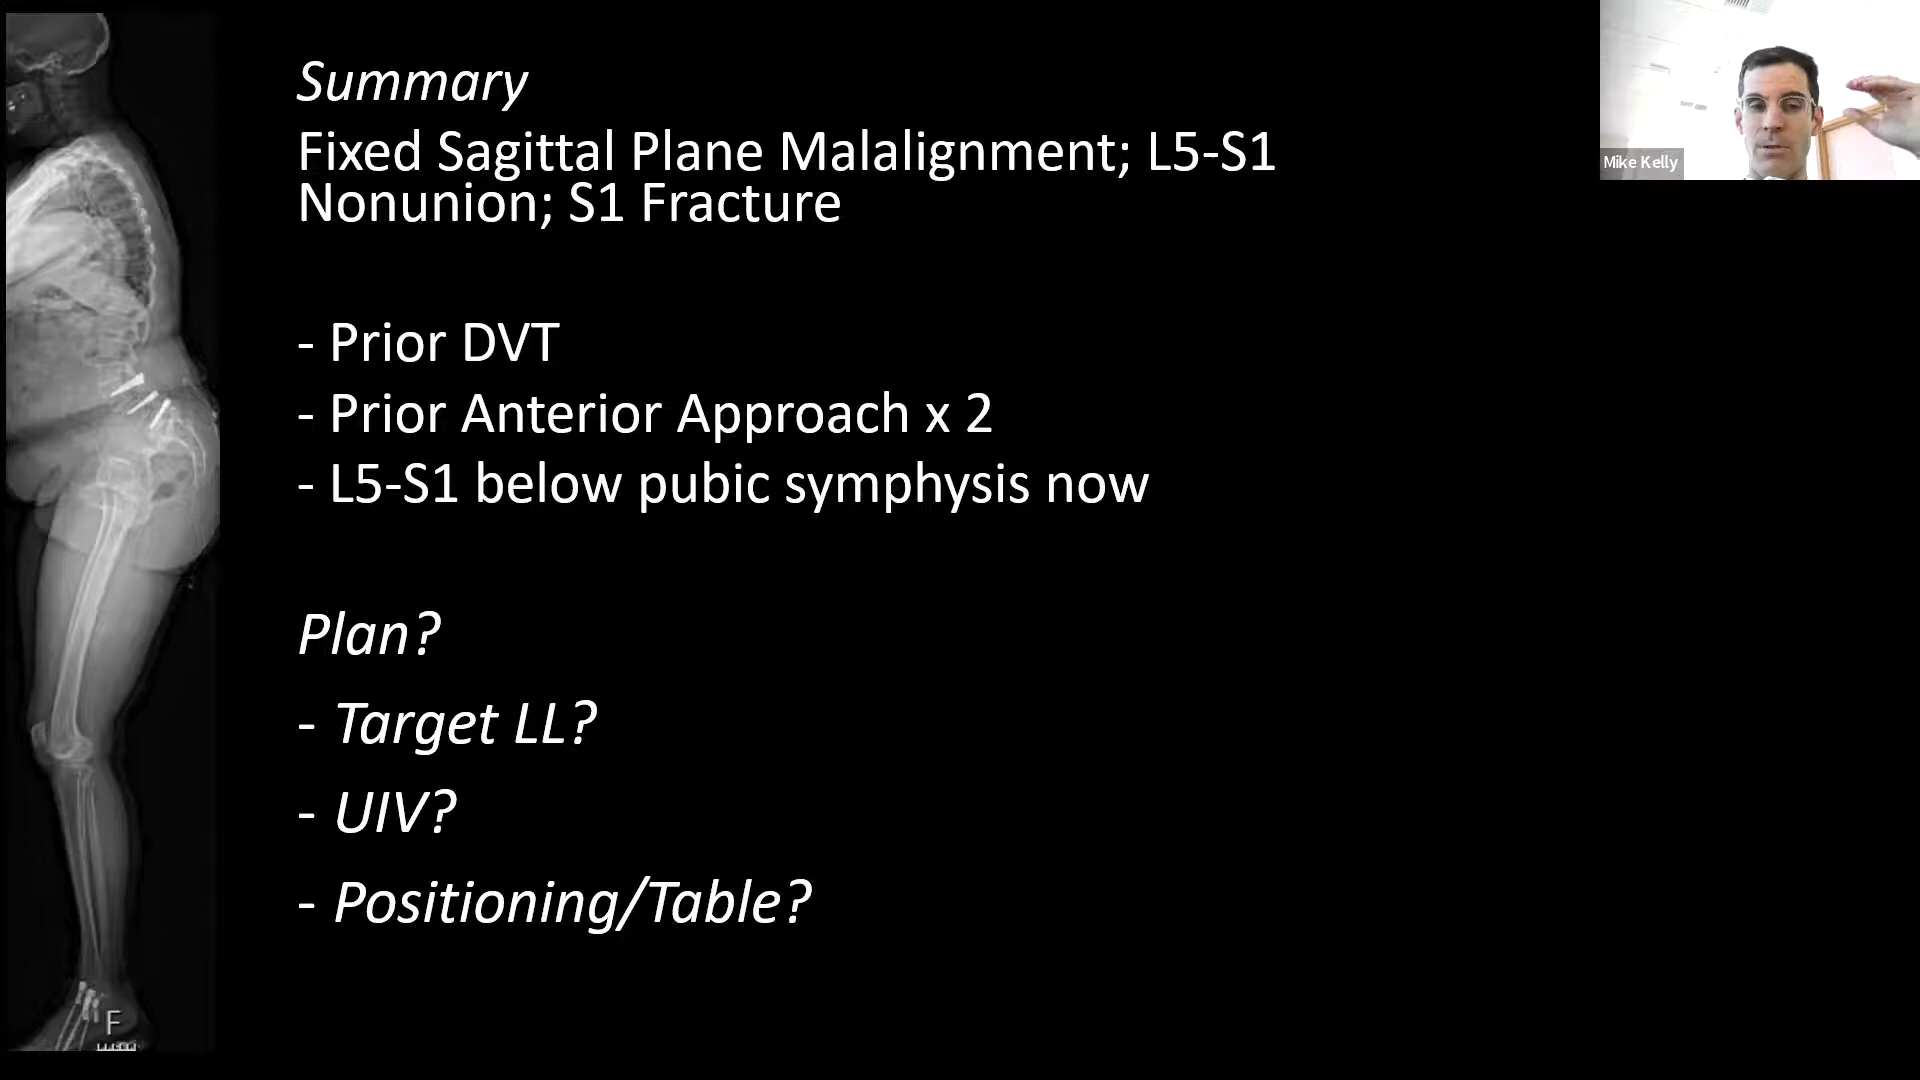 Summary
Fixed Sagittal Plane Malalignment; L5-S1
Nonunion; S1 Fracture
- Prior DVT
- Prior Anterior Approach x 2
- L5-S1 below pubic symphysis now
Plan?
- Target LL?
- UIV?
- Positioning/Table?
Mike Kelly
F